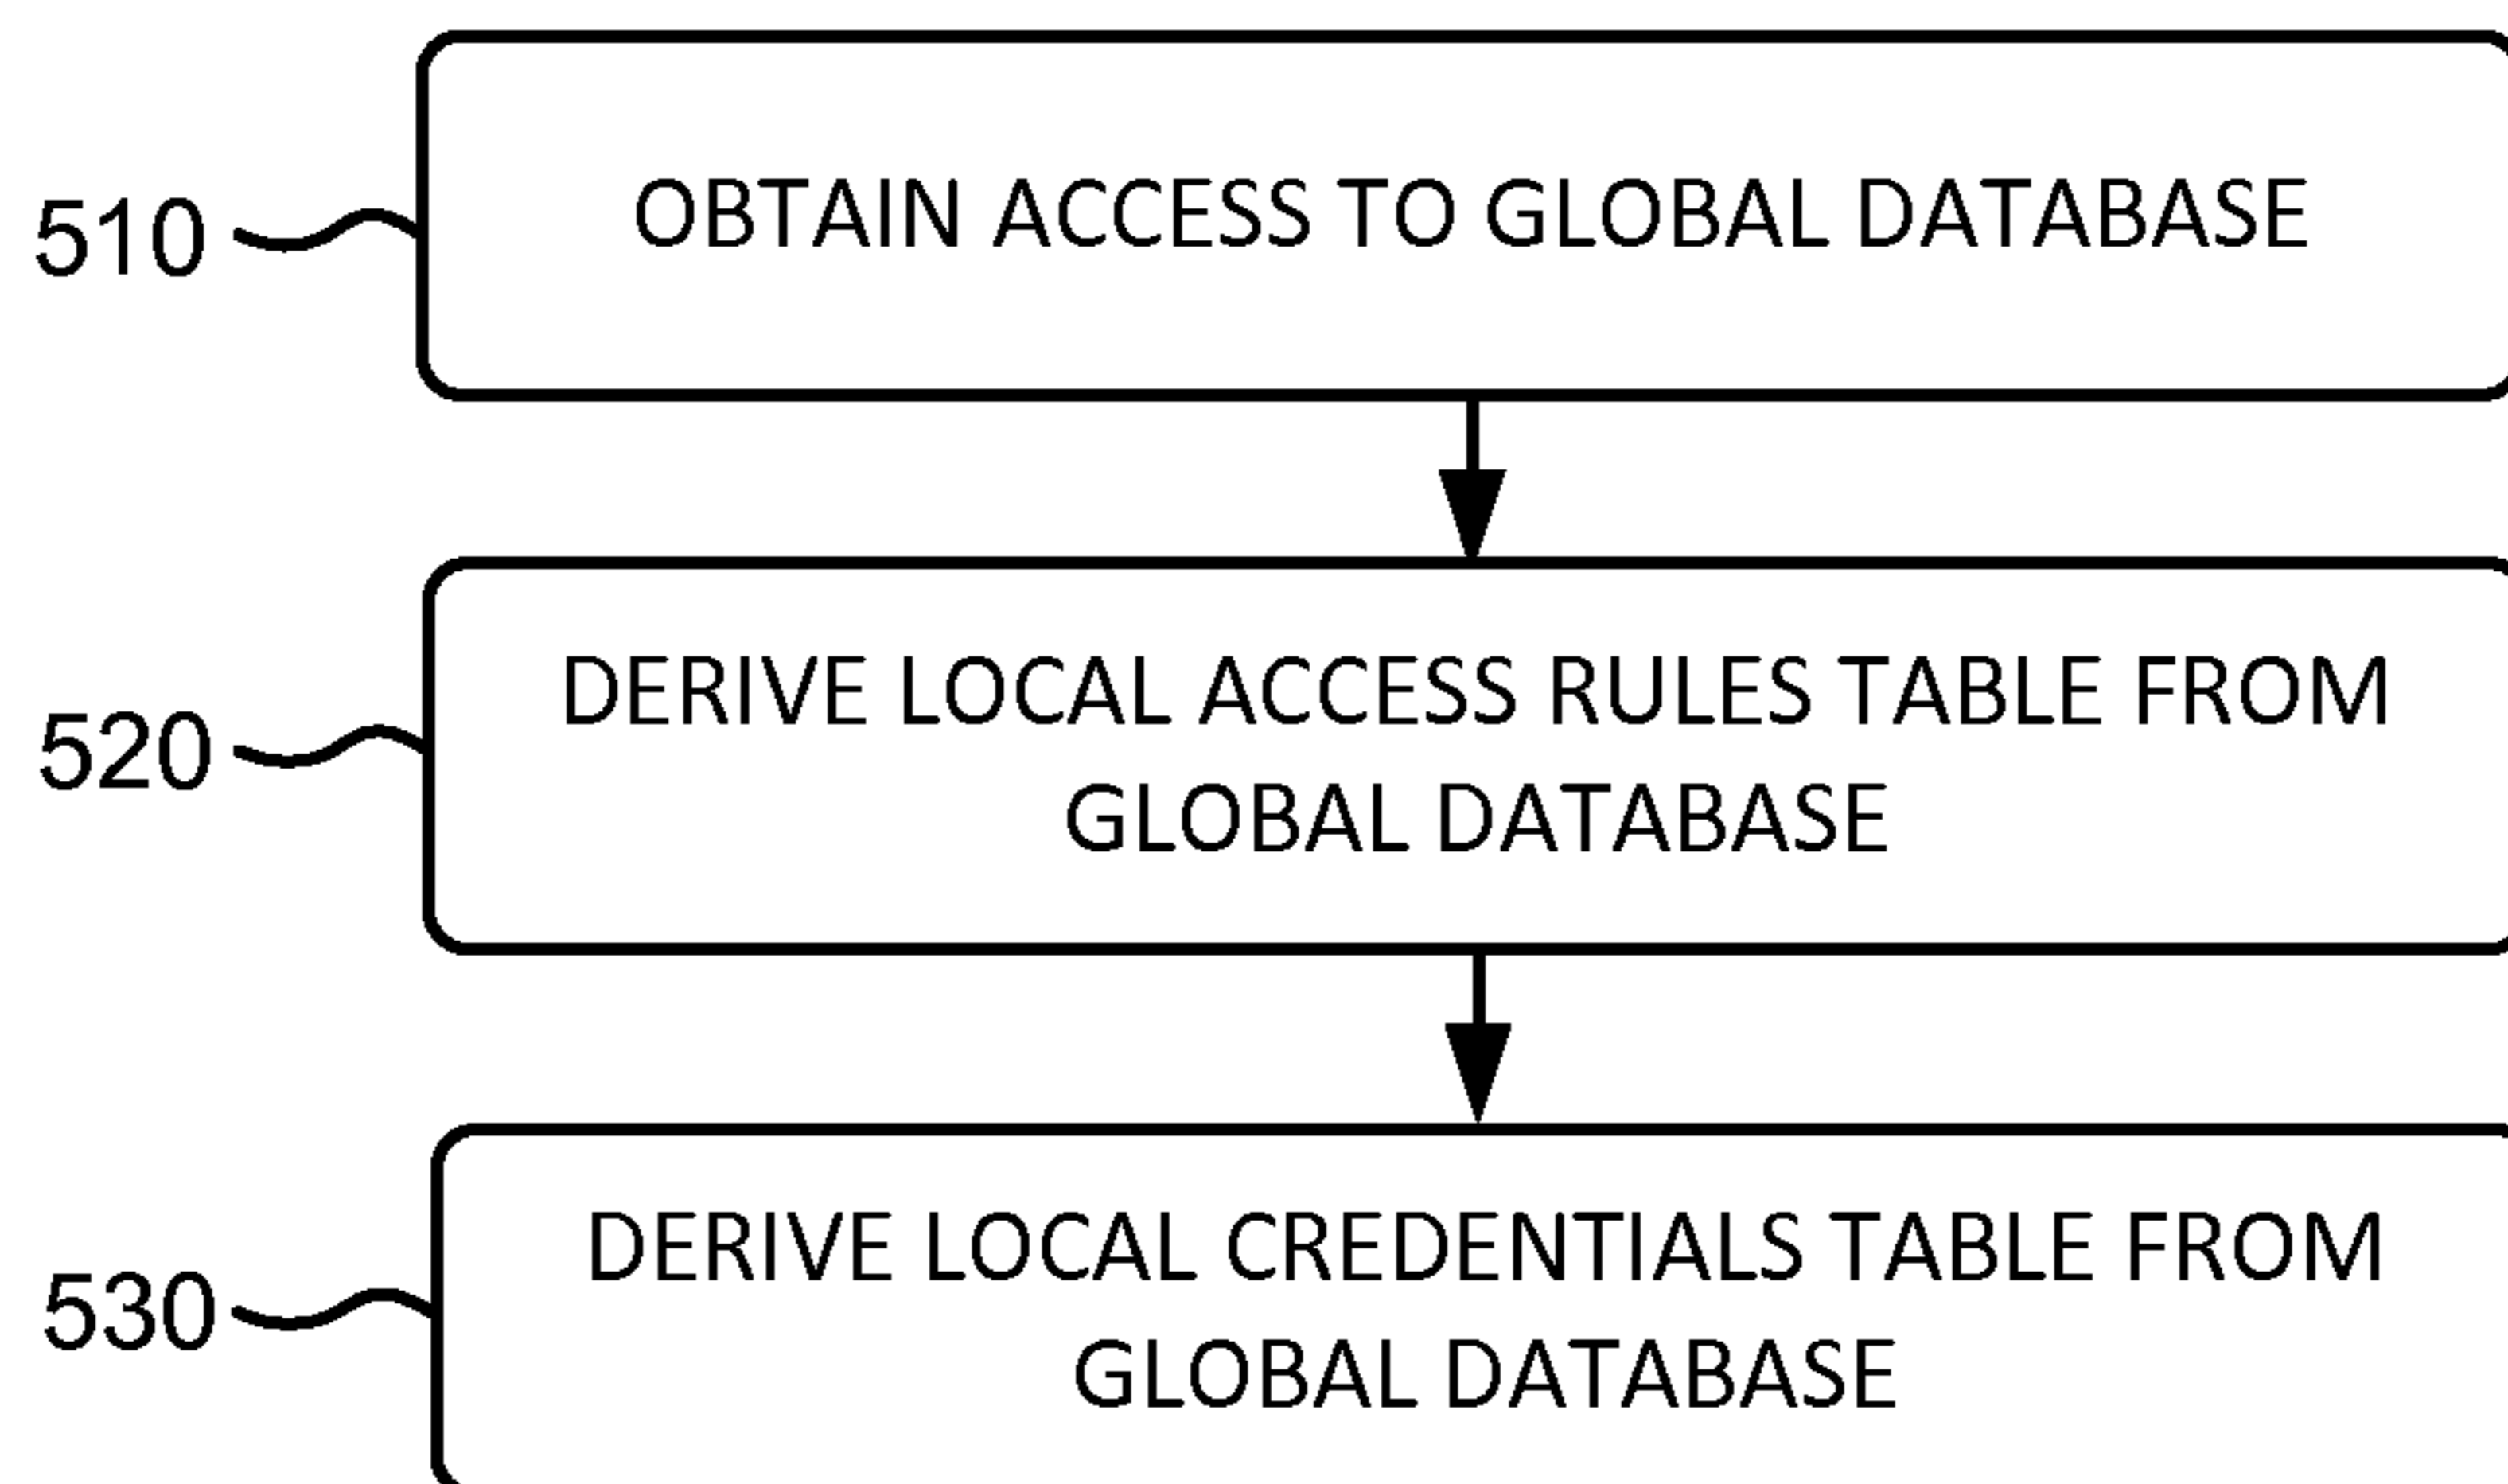 510
OBTAIN ACCESS TO GLOBAL DATABASE
520
DERIVE LOCAL ACCESS RULES TABLE FROM
GLOBAL DATABASE
530
DERIVE LOCAL CREDENTIALS TABLE FROM
GLOBAL DATABASE